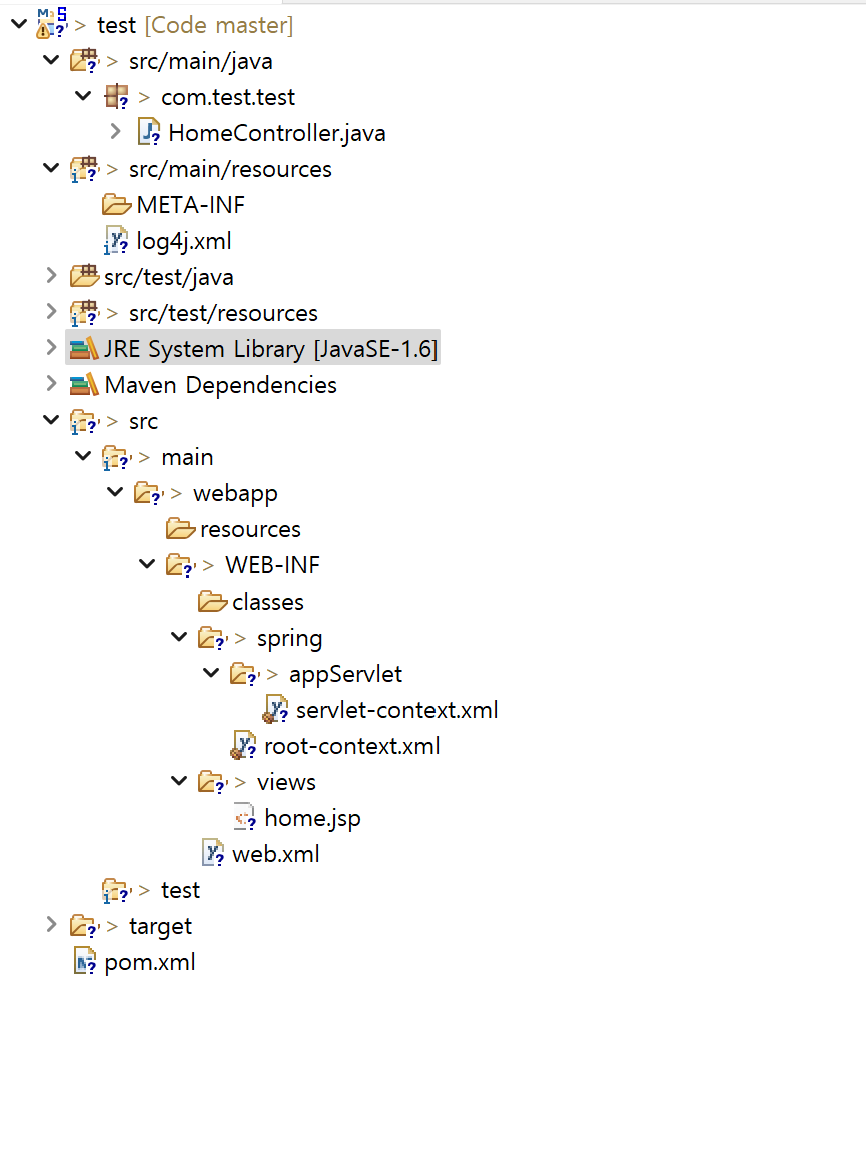 > test [Code master]
> src/main/java
> com.test.test
HomeController.java
> src/main/resources
META-INF
log4j.xml
src/test/java
> src/test/resources
JRE System Library [JavaSE-1.6]
Maven Dependencies
> src
> main
> webapp
resources
> WEB-INF
classes
> spring
> appServlet
servlet-context.xml
root-context.xml
> views
home.jsp
web.xml
> test
> target
pom.xml